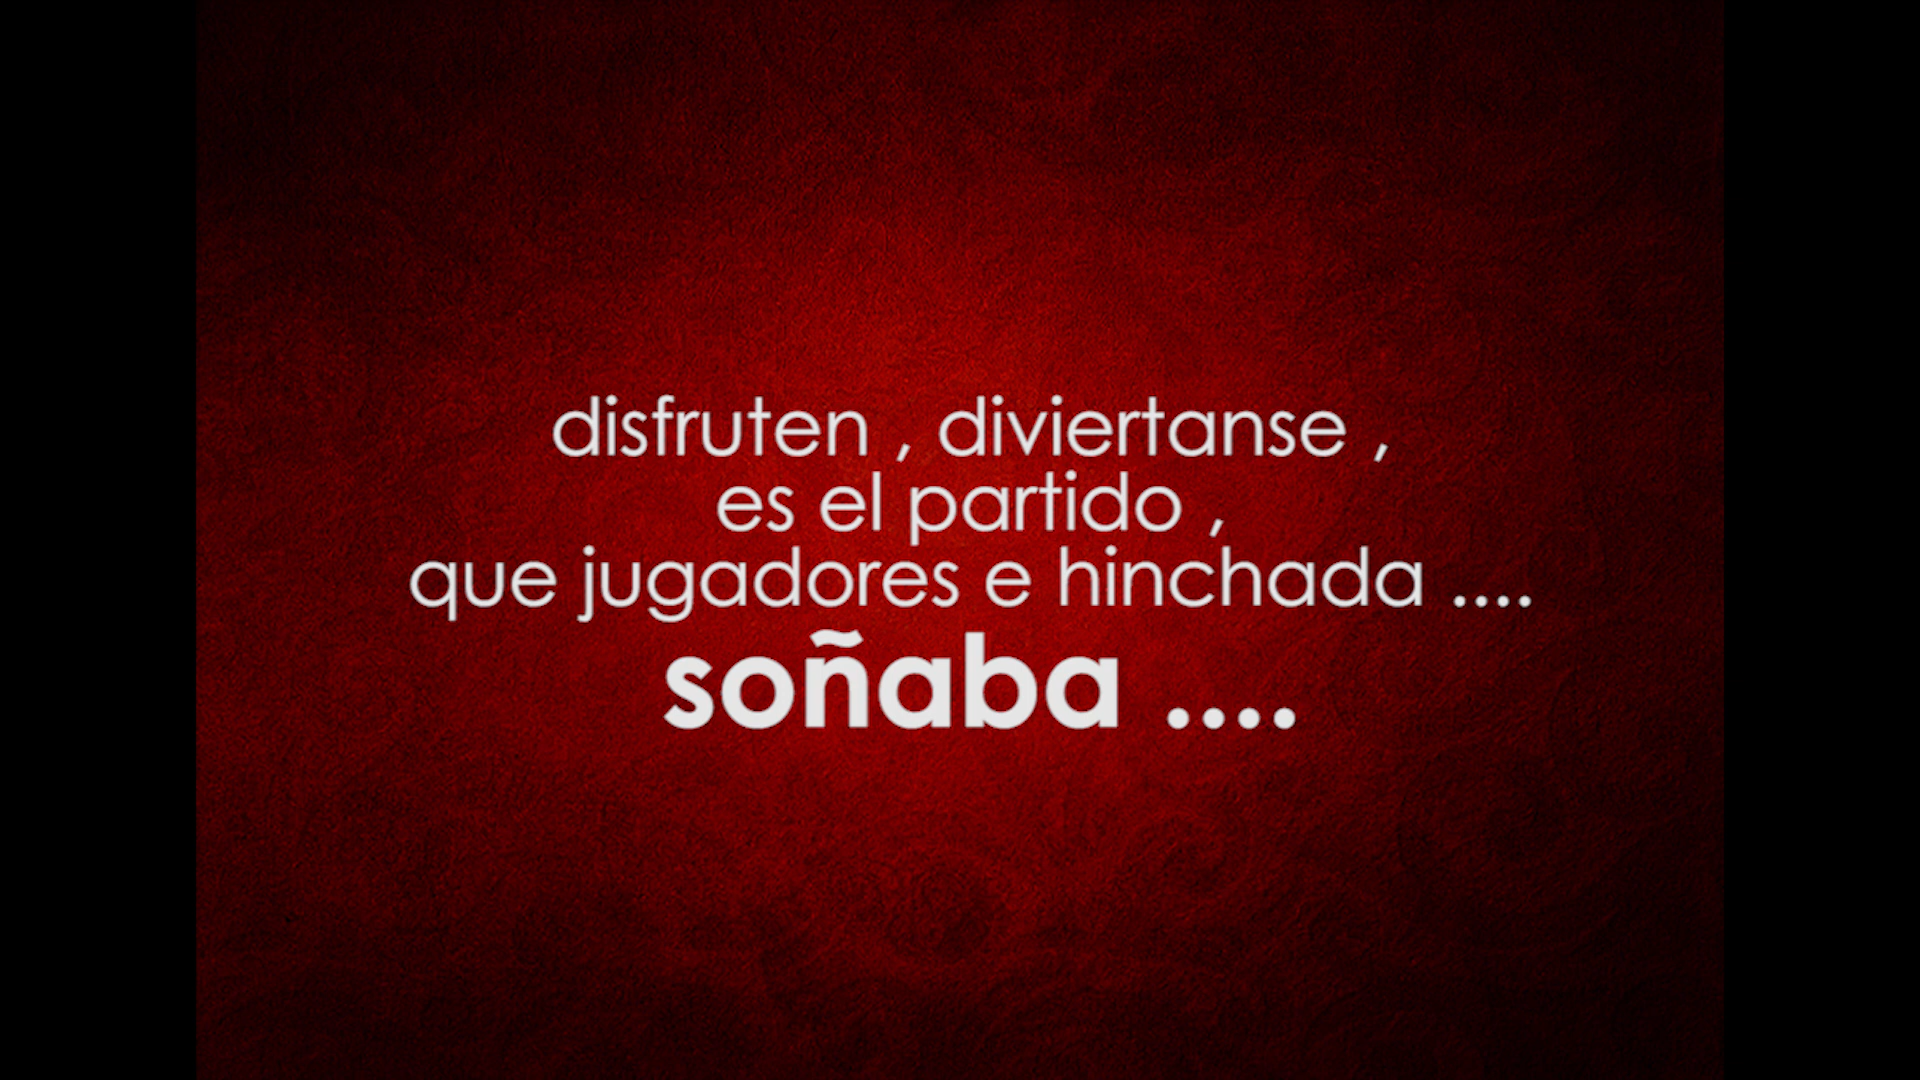 disfruten , diviertanse ,
es el partido ,
que jugadores e hinchada ....
soñaba ....